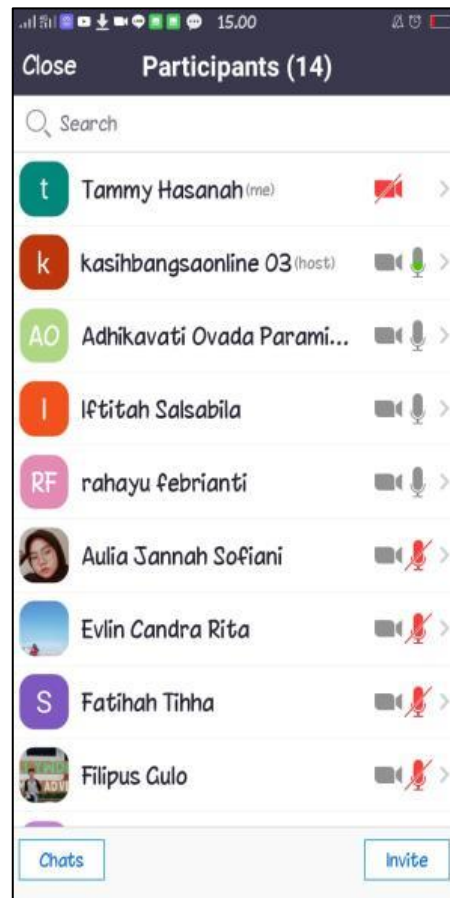 15.00
Close Participants (14)
Search
t Tammy Hasanah (me)
k kasihbangsaonline 03 (host)
AO Adhikavati Ovada Parami...
I Iftitah Salsabila
RF rahayu febrianti
Aulia Jannah Sofiani
Evlin Candra Rita
S Fatihah Tihha
Filipus Gulo
Chats Invite